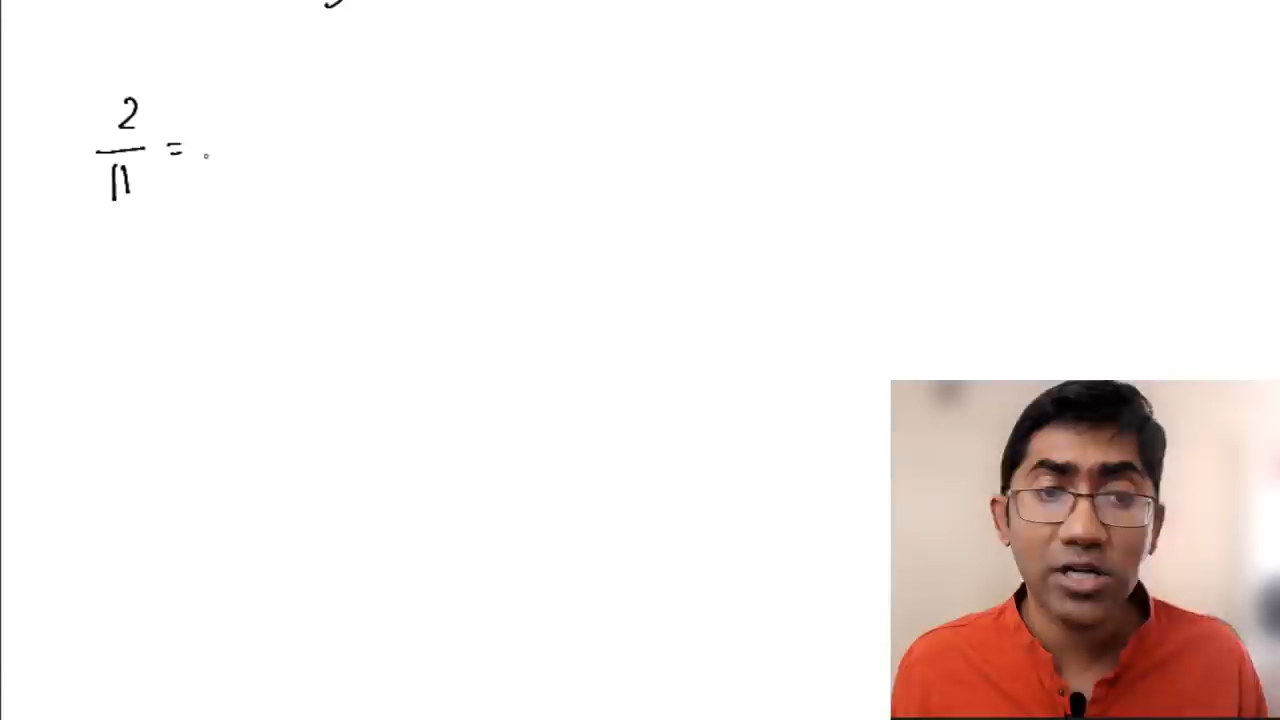 2
11 = .